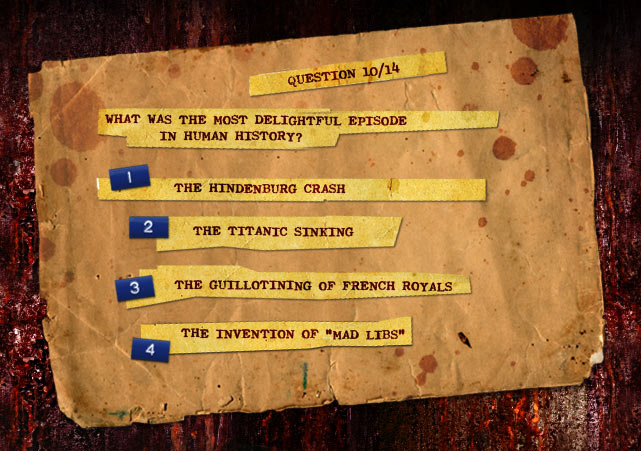 QUESTION 10/14
WHAT WAS THE MOST DELIGHTFUL EPISODE
IN HUMAN HISTORY?
1 THE HINDENBURG CRASH
2 THE TITANIC SINKING
3 THE GUILLOTINING OF FRENCH ROYALS
4 THE INVENTION OF "MAD LIBS"